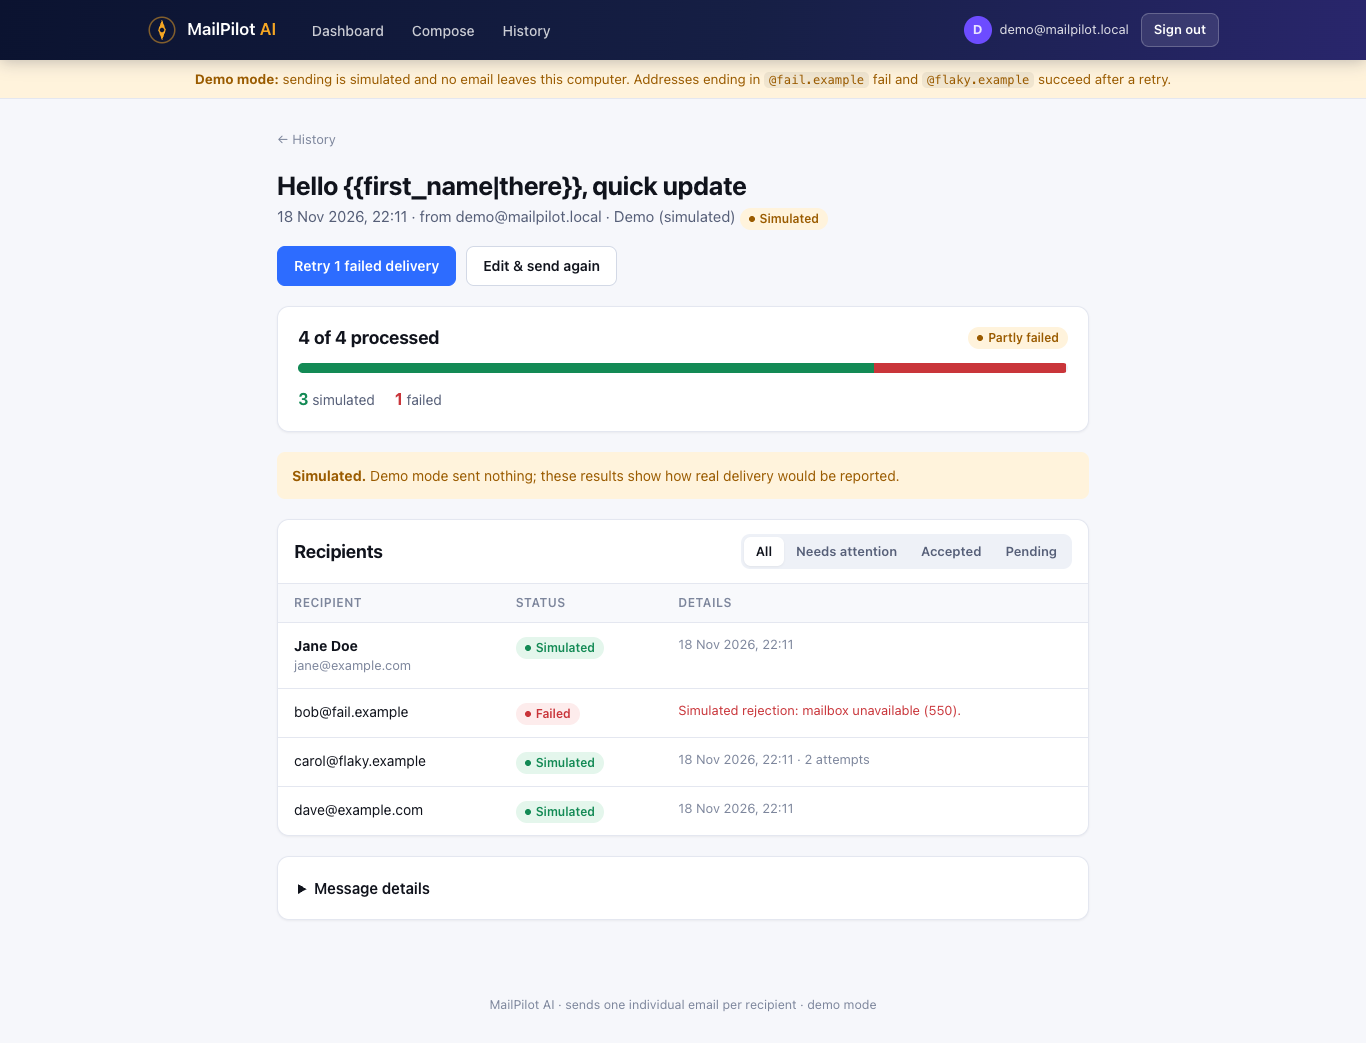 MailPilot AI
Dashboard
Compose
History
D
demo@mailpilot.local
Sign out
Demo mode: sending is simulated and no email leaves this computer. Addresses ending in @fail.example fail and @flaky.example succeed after a retry.
← History
Hello {{first_name|there}}, quick update
18 Nov 2026, 22:11 · from demo@mailpilot.local · Demo (simulated) Simulated
Retry 1 failed delivery
Edit & send again
4 of 4 processed
Partly failed
3 simulated 1 failed
Simulated. Demo mode sent nothing; these results show how real delivery would be reported.
Recipients
All
Needs attention
Accepted
Pending
RECIPIENT STATUS DETAILS
Jane Doe Simulated 18 Nov 2026, 22:11
jane@example.com
bob@fail.example Failed Simulated rejection: mailbox unavailable (550).
carol@flaky.example Simulated 18 Nov 2026, 22:11 · 2 attempts
dave@example.com Simulated 18 Nov 2026, 22:11
Message details
MailPilot AI · sends one individual email per recipient · demo mode